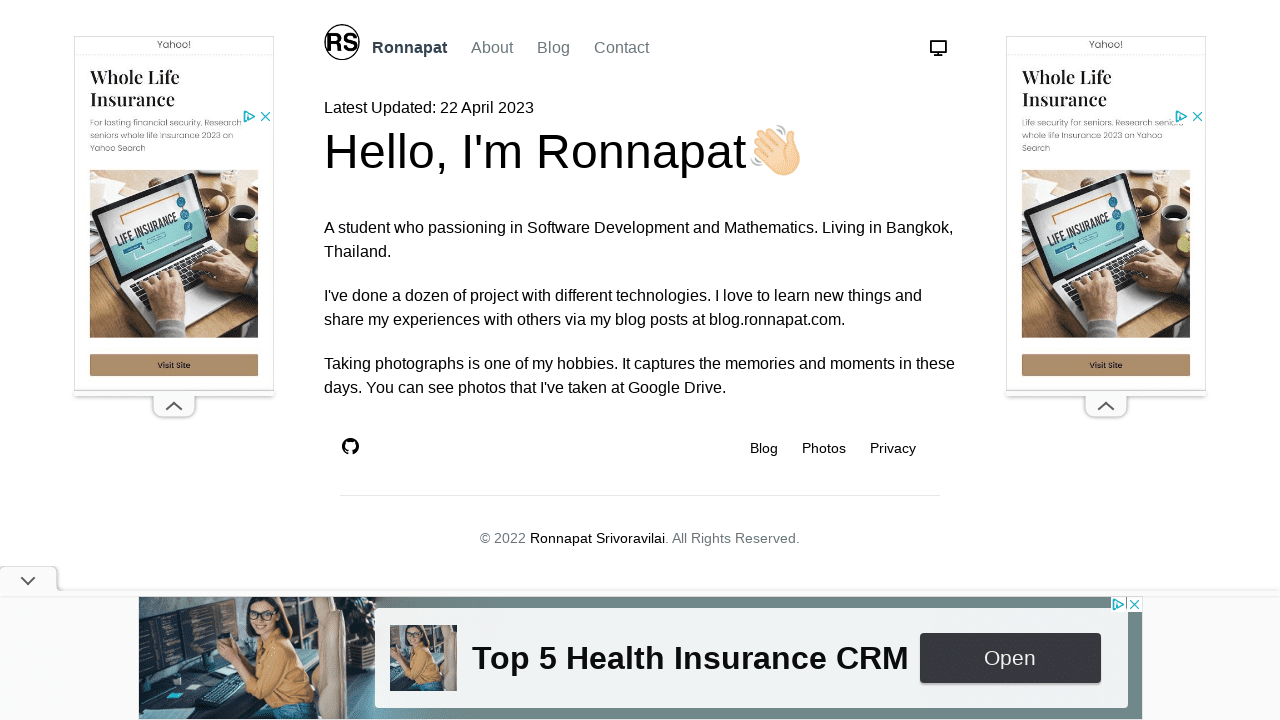 RS
Ronnapat About Blog Contact
Yahoo!
Whole Life
Insurance
For lasting financial security. Research
seniors whole life Insurance 2023 on
Yahoo Search
LIFE INSURANCE
Visit Site
Latest Updated: 22 April 2023
Hello, I'm Ronnapat
A student who passioning in Software Development and Mathematics. Living in Bangkok,
Thailand.
I've done a dozen of project with different technologies. I love to learn new things and
share my experiences with others via my blog posts at blog.ronnapat.com.
Taking photographs is one of my hobbies. It captures the memories and moments in these
days. You can see photos that I've taken at Google Drive.
Blog Photos Privacy
© 2022 Ronnapat Srivoravilai. All Rights Reserved.
Yahoo!
Whole Life
Insurance
Life security for seniors. Research seniors
whole life Insurance 2023 on Yahoo
Search
LIFE INSURANCE
Visit Site
Top 5 Health Insurance CRM
Open